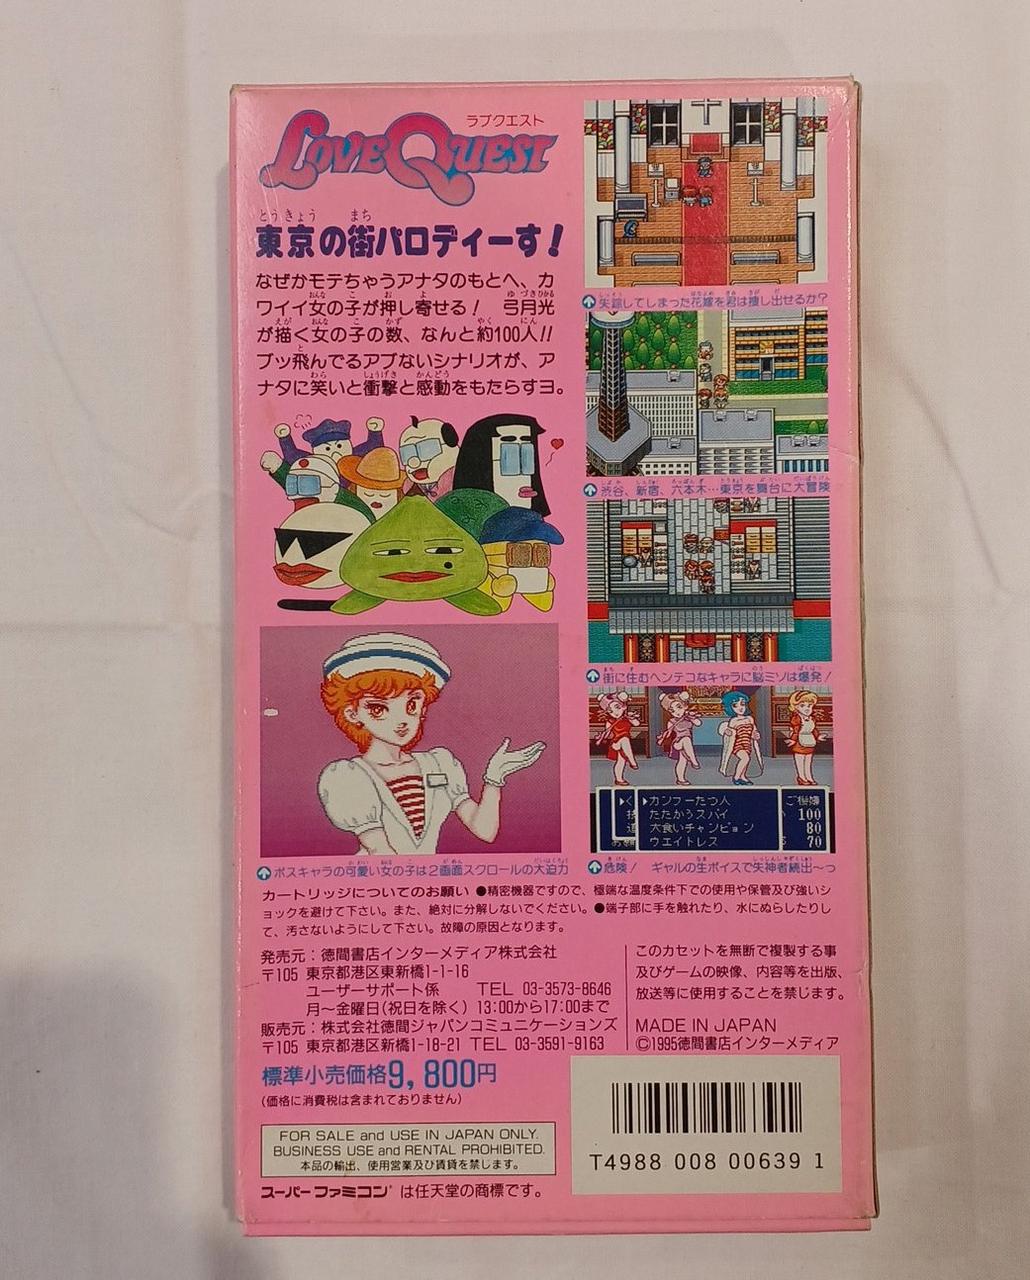 ラブクエスト
LOVE QUEST
東京の街パロディーす!
なぜかモテちゃうアナタのもとへ、カ
ワイイ女の子が押し寄せる! 弓月光
が描く女の子の数、なんと約100人!!
ブッ飛んでるアブないシナリオが、ア
ナタに笑いと衝撃と感動をもたらすヨ。
失踪してしまった花嫁を君は捜し出せるか?
渋谷、新宿、六本木…東京を舞台に大冒険
街に住むヘンテコなキャラに脳ミソは爆発!
カンフーたつ人
たたかうスパイ
大食いチャンピョン
ウエイトレス
ご機嫌
100
80
70
ボスキャラの可愛い女の子は2画面スクロールの大迫力
危険! ギャルの生ボイスで失神者続出〜っ
カートリッジについてのお願い ●精密機器ですので、極端な温度条件下での使用や保管及び強いシ
ョックを避けて下さい。また、絶対に分解しないでください。●端子部に手を触れたり、水にぬらしたりし
て、汚さないようにして下さい。故障の原因となります。
発売元:徳間書店インターメディア株式会社
〒105 東京都港区東新橋1-1-16
ユーザーサポート係 TEL 03-3573-8646
月〜金曜日(祝日を除く) 13:00から17:00まで
販売元:株式会社徳間ジャパンコミュニケーションズ
〒105 東京都港区新橋1-18-21 TEL 03-3591-9163
このカセットを無断で複製する事
及びゲームの映像、内容等を出版、
放送等に使用することを禁じます。
MADE IN JAPAN
©1995徳間書店インターメディア
標準小売価格9,800円
(価格に消費税は含まれておりません)
FOR SALE and USE IN JAPAN ONLY.
BUSINESS USE and RENTAL PROHIBITED.
本品の輸出、使用営業及び賃貸を禁じます。
スーパーファミコン®は任天堂の商標です。
T4988 008 00639 1